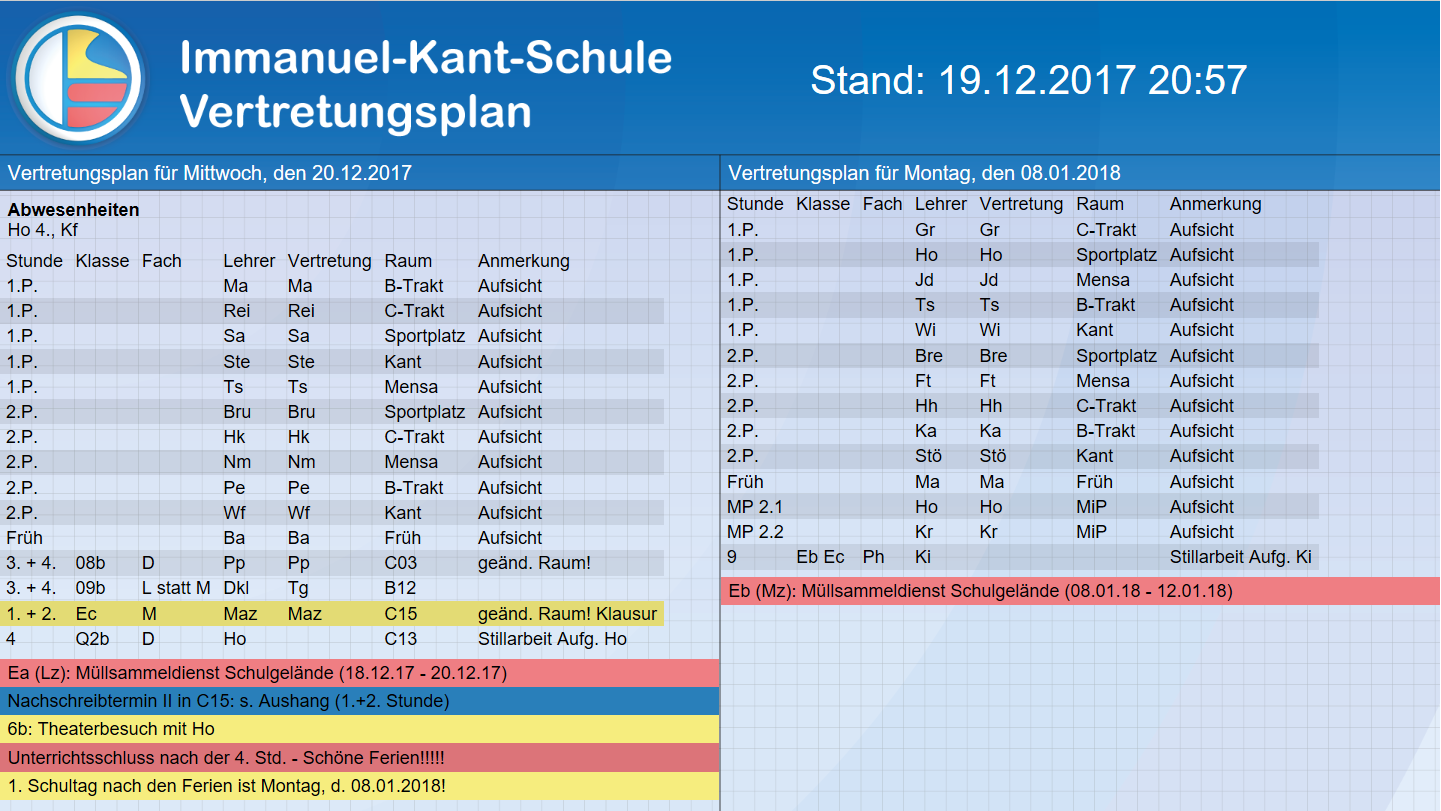 Immanuel-Kant-Schule
Vertretungsplan
Stand: 19.12.2017 20:57
Vertretungsplan für Mittwoch, den 20.12.2017
Abwesenheiten
Ho 4., Kf
Stunde Klasse Fach Lehrer Vertretung Raum Anmerkung
1.P. Ma Ma B-Trakt Aufsicht
1.P. Rei Rei C-Trakt Aufsicht
1.P. Sa Sa Sportplatz Aufsicht
1.P. Ste Ste Kant Aufsicht
1.P. Ts Ts Mensa Aufsicht
2.P. Bru Bru Sportplatz Aufsicht
2.P. Hk Hk C-Trakt Aufsicht
2.P. Nm Nm Mensa Aufsicht
2.P. Pe Pe B-Trakt Aufsicht
2.P. Wf Wf Kant Aufsicht
Früh Ba Ba Früh Aufsicht
3. + 4. 08b D Pp Pp C03 geänd. Raum!
3. + 4. 09b L statt M Dkl Tg B12
1. + 2. Ec M Maz Maz C15 geänd. Raum! Klausur
4 Q2b D Ho C13 Stillarbeit Aufg. Ho
Ea (Lz): Müllsammeldienst Schulgelände (18.12.17 - 20.12.17)
Nachschreibtermin II in C15: s. Aushang (1.+2. Stunde)
6b: Theaterbesuch mit Ho
Unterrichtsschluss nach der 4. Std. - Schöne Ferien!!!!!
1. Schultag nach den Ferien ist Montag, d. 08.01.2018!
Vertretungsplan für Montag, den 08.01.2018
Stunde Klasse Fach Lehrer Vertretung Raum Anmerkung
1.P. Gr Gr C-Trakt Aufsicht
1.P. Ho Ho Sportplatz Aufsicht
1.P. Jd Jd Mensa Aufsicht
1.P. Ts Ts B-Trakt Aufsicht
1.P. Wi Wi Kant Aufsicht
2.P. Bre Bre Sportplatz Aufsicht
2.P. Ft Ft Mensa Aufsicht
2.P. Hh Hh C-Trakt Aufsicht
2.P. Ka Ka B-Trakt Aufsicht
2.P. Stö Stö Kant Aufsicht
Früh Ma Ma Früh Aufsicht
MP 2.1 Ho Ho MiP Aufsicht
MP 2.2 Kr Kr MiP Aufsicht
9 Eb Ec Ph Ki Stillarbeit Aufg. Ki
Eb (Mz): Müllsammeldienst Schulgelände (08.01.18 - 12.01.18)